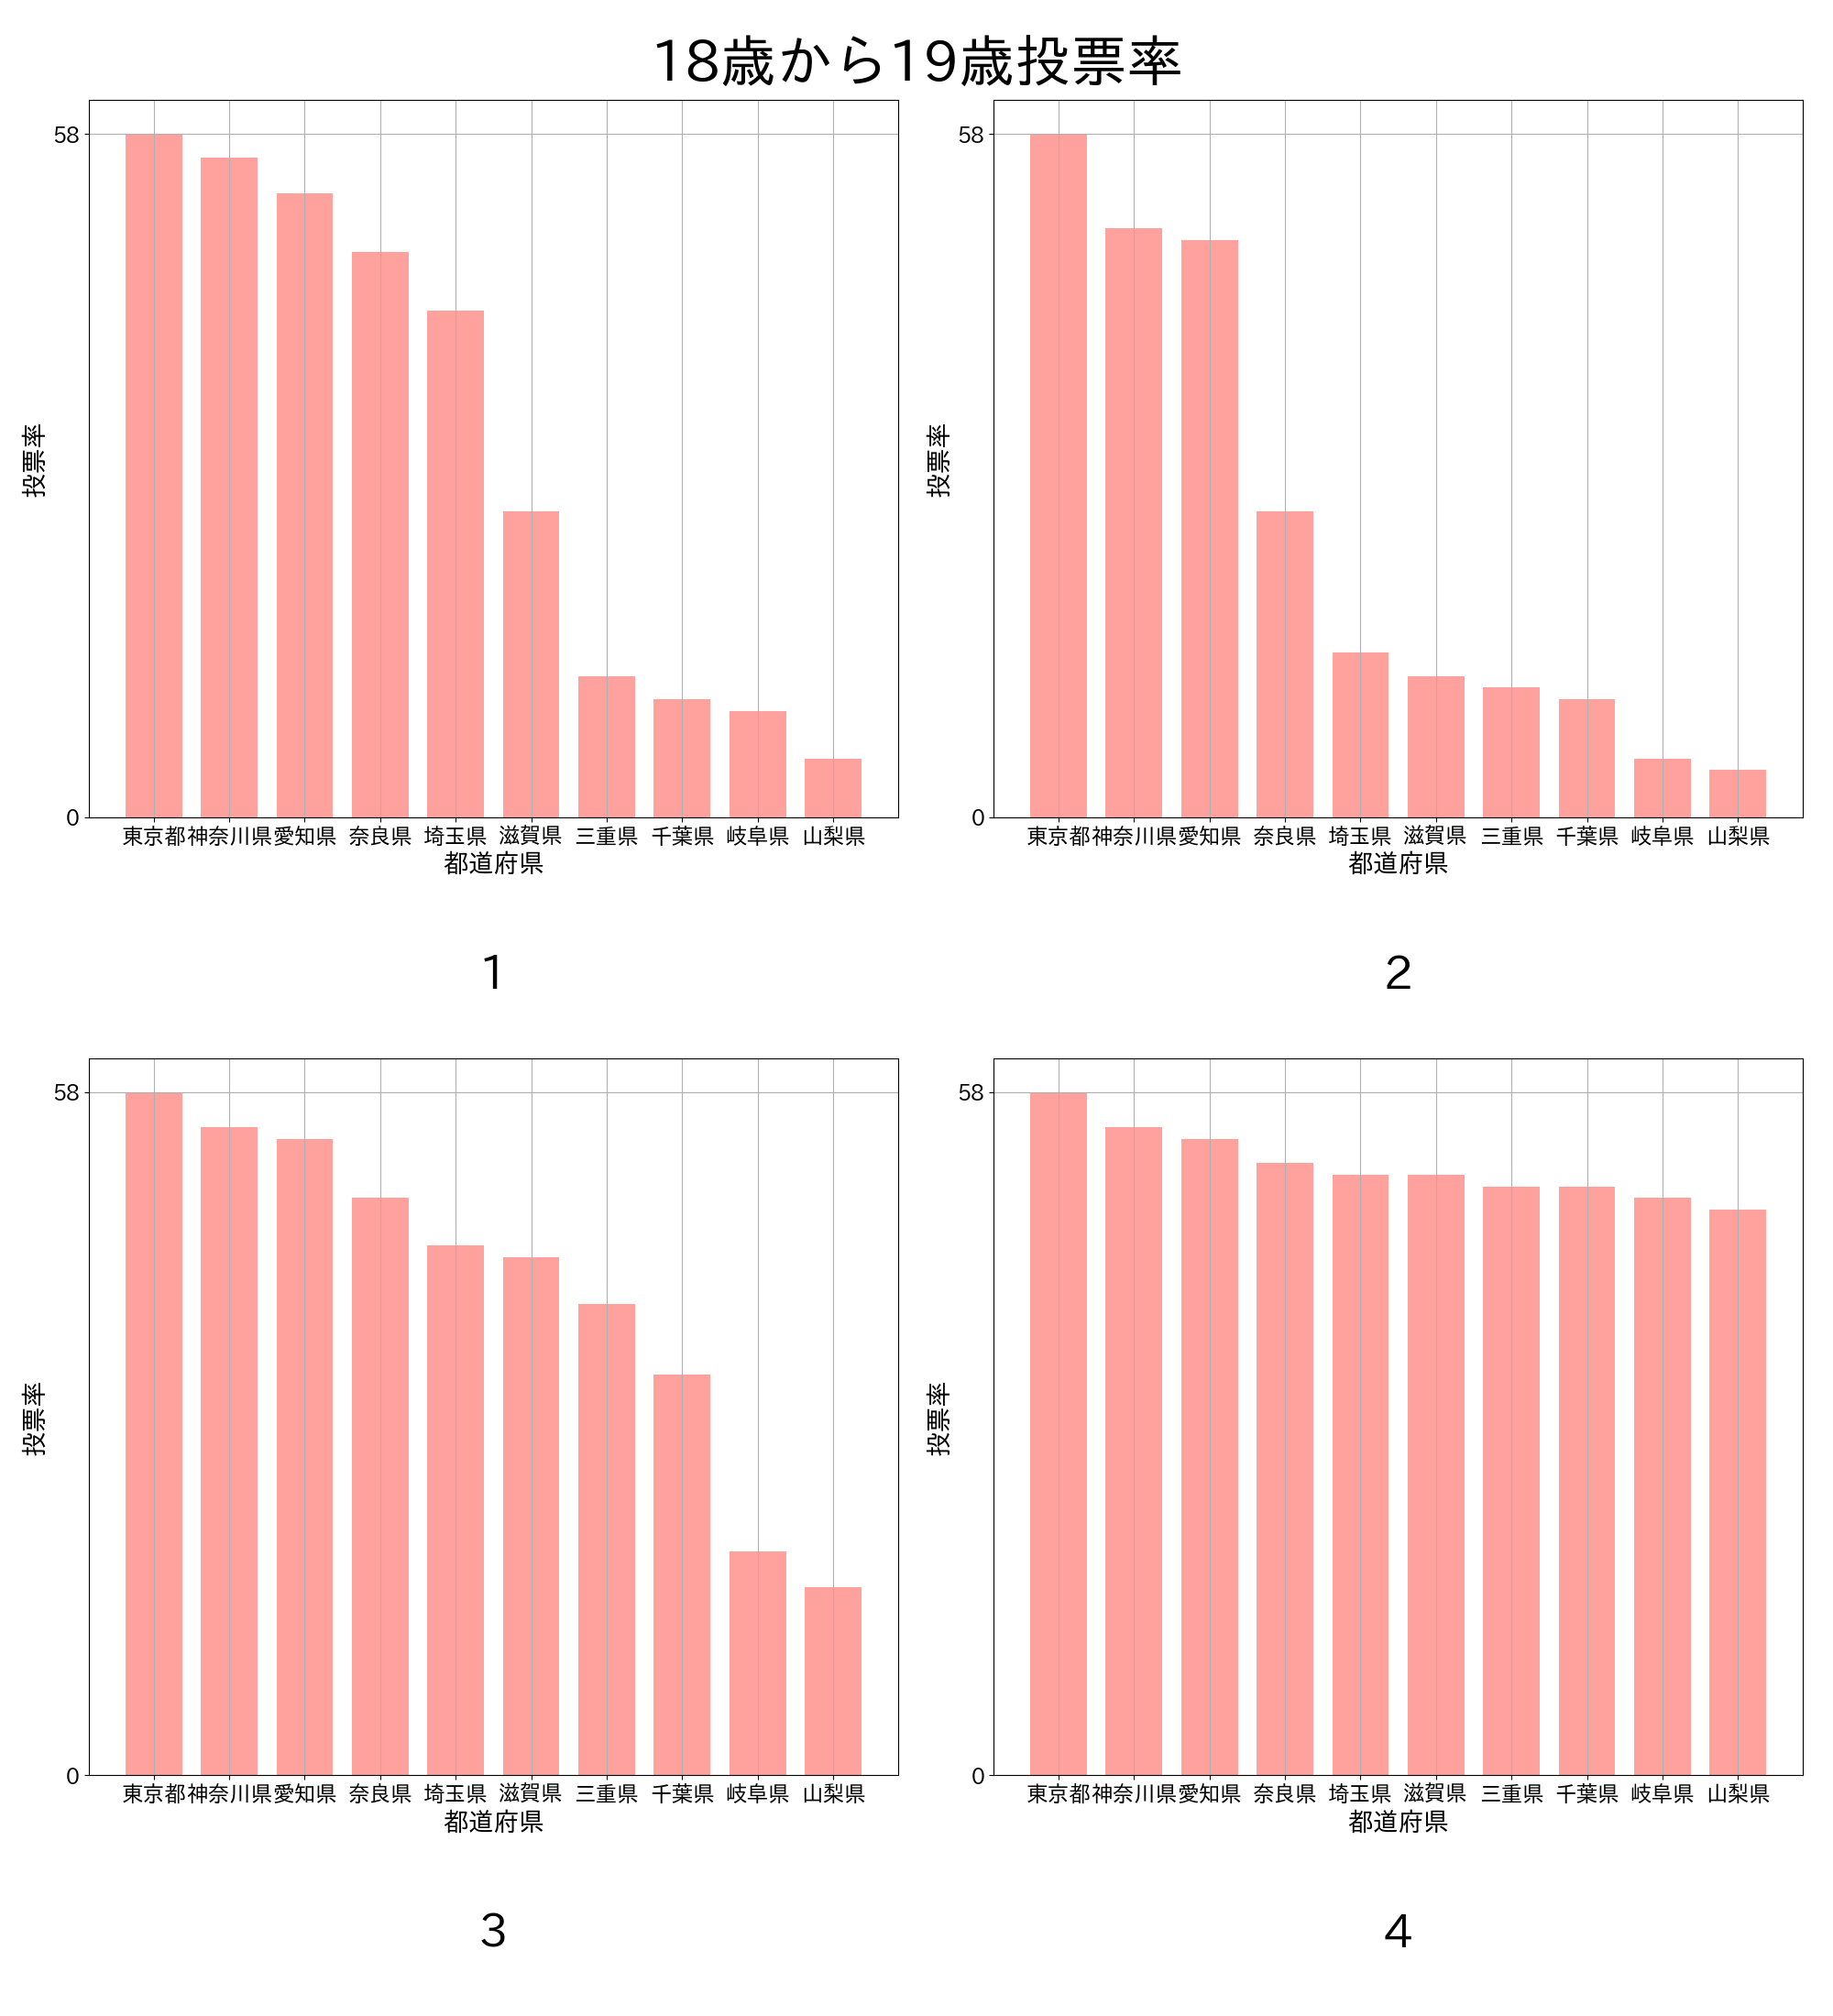 18歳から19歳投票率
58
0
投票率
東京都 神奈川県 愛知県 奈良県 埼玉県 滋賀県 三重県 千葉県 岐阜県 山梨県
都道府県
1
58
0
投票率
東京都 神奈川県 愛知県 奈良県 埼玉県 滋賀県 三重県 千葉県 岐阜県 山梨県
都道府県
2
58
0
投票率
東京都 神奈川県 愛知県 奈良県 埼玉県 滋賀県 三重県 千葉県 岐阜県 山梨県
都道府県
3
58
0
投票率
東京都 神奈川県 愛知県 奈良県 埼玉県 滋賀県 三重県 千葉県 岐阜県 山梨県
都道府県
4